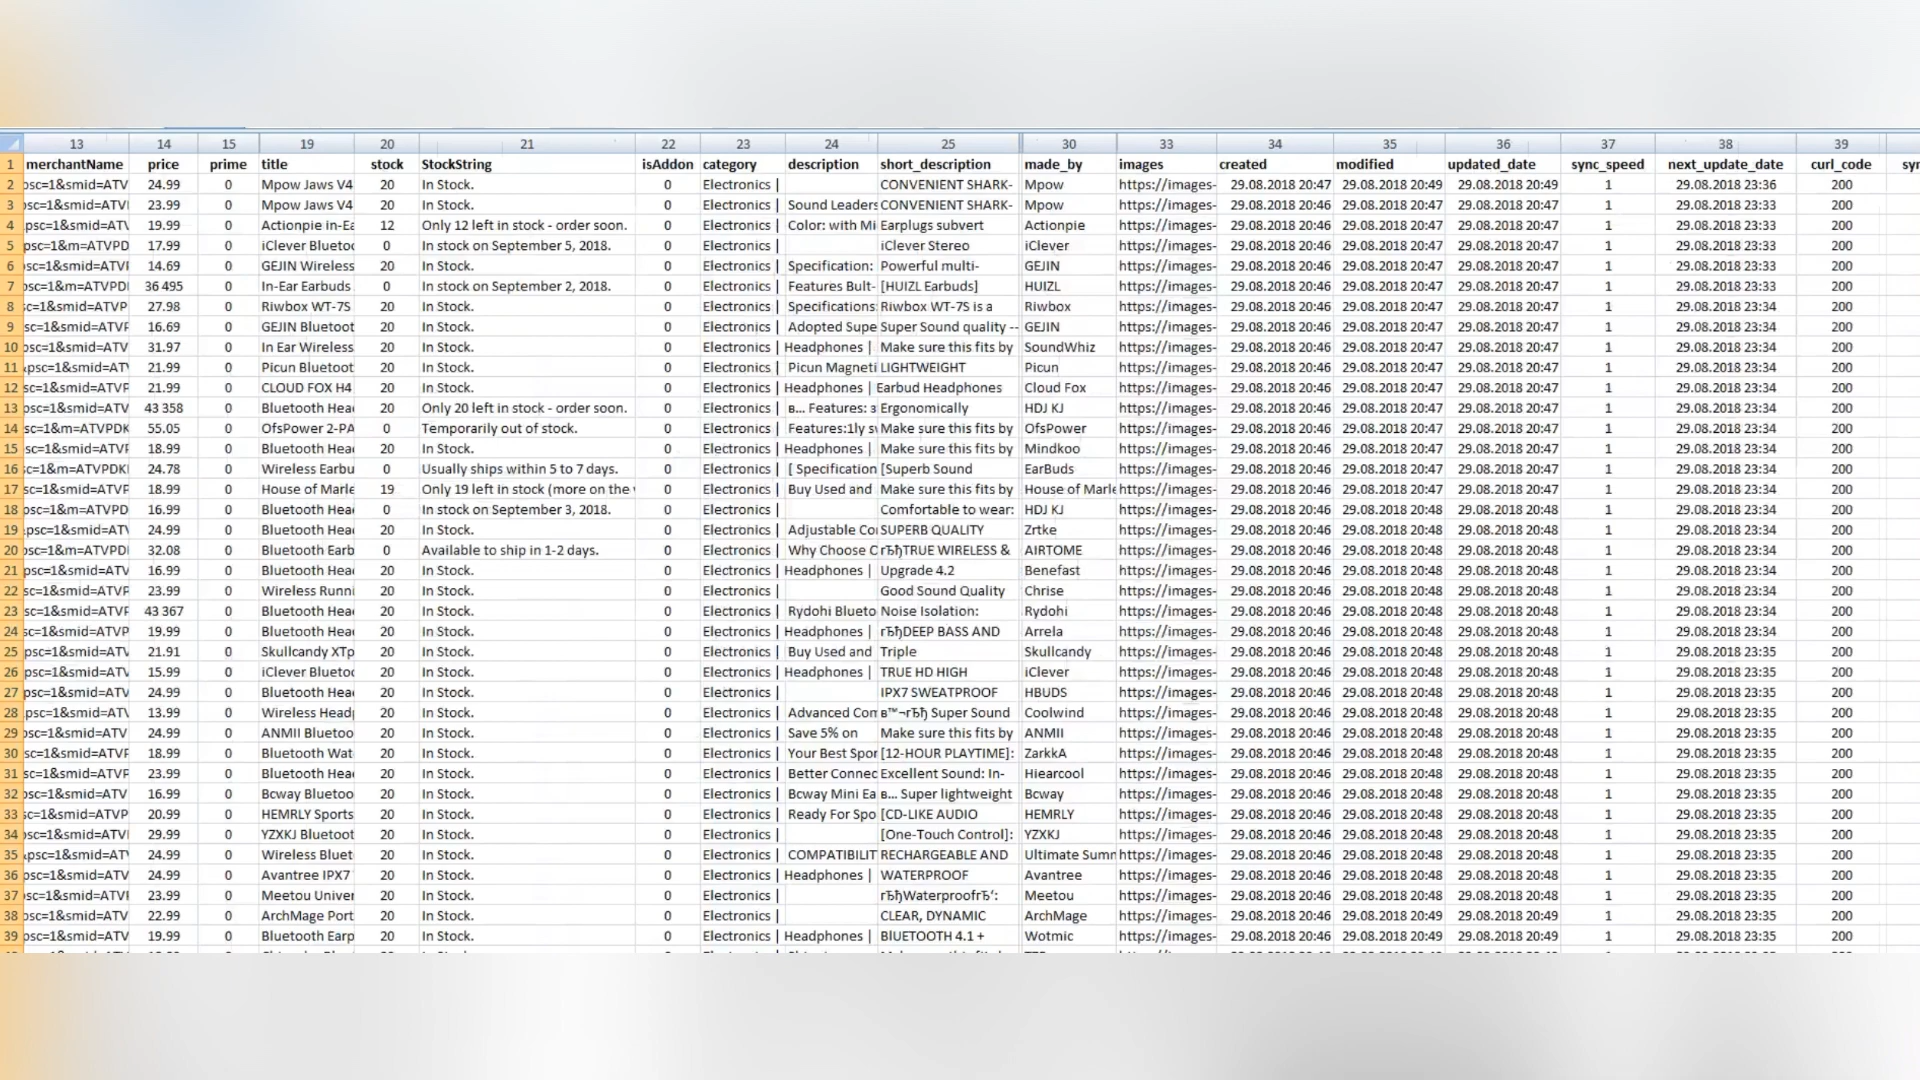 13 14 15 19 20 21 22 23 24 25 30 33 34 35 36 37 38 39
1 merchantName price prime title stock StockString isAddon category description short_description made_by images created modified updated_date sync_speed next_update_date curl_code
2 psc=1&smid=ATV 24.99 0 Mpow Jaws V4 20 In Stock. 0 Electronics | CONVENIENT SHARK- Mpow https://images- 29.08.2018 20:47 29.08.2018 20:49 29.08.2018 20:49 1 29.08.2018 23:36 200
3 psc=1&smid=ATVI 23.99 0 Mpow Jaws V4 20 In Stock. 0 Electronics | Sound Leaders CONVENIENT SHARK- Mpow https://images- 29.08.2018 20:46 29.08.2018 20:47 29.08.2018 20:47 1 29.08.2018 23:33 200
4 psc=1&smid=AT\ 19.99 0 Actionpie in-Ea 12 Only 12 left in stock - order soon. 0 Electronics | Color: with Mi Earplugs subvert Actionpie https://images- 29.08.2018 20:46 29.08.2018 20:47 29.08.2018 20:47 1 29.08.2018 23:33 200
5 psc=1&m=ATVPD 17.99 0 iClever Bluetoo 0 In stock on September 5, 2018. 0 Electronics | iClever Stereo iClever https://images- 29.08.2018 20:46 29.08.2018 20:47 29.08.2018 20:47 1 29.08.2018 23:33 200
6 sc=1&smid=ATVI 14.69 0 GEJIN Wireless 20 In Stock. 0 Electronics | Specification: Powerful multi- GEJIN https://images- 29.08.2018 20:46 29.08.2018 20:47 29.08.2018 20:47 1 29.08.2018 23:33 200
7 psc=1&m=ATVPDI 36 495 0 In-Ear Earbuds 0 In stock on September 2, 2018. 0 Electronics | Features Bult- [HUIZL Earbuds] HUIZL https://images- 29.08.2018 20:46 29.08.2018 20:47 29.08.2018 20:47 1 29.08.2018 23:33 200
8 sc=1&smid=ATVP 27.98 0 Riwbox WT-7S 20 In Stock. 0 Electronics | Specifications: Riwbox WT-7S is a Riwbox https://images- 29.08.2018 20:46 29.08.2018 20:47 29.08.2018 20:47 1 29.08.2018 23:34 200
9 sc=1&smid=ATVF 16.69 0 GEJIN Bluetoot 20 In Stock. 0 Electronics | Adopted Supe Super Sound quality -- GEJIN https://images- 29.08.2018 20:46 29.08.2018 20:47 29.08.2018 20:47 1 29.08.2018 23:34 200
10 sc=1&smid=ATVP 31.97 0 In Ear Wireless 20 In Stock. 0 Electronics | Headphones | Make sure this fits by SoundWhiz https://images- 29.08.2018 20:46 29.08.2018 20:47 29.08.2018 20:47 1 29.08.2018 23:34 200
11 psc=1&smid=ATV 21.99 0 Picun Bluetoot 20 In Stock. 0 Electronics | Picun Magneti LIGHTWEIGHT Picun https://images- 29.08.2018 20:46 29.08.2018 20:47 29.08.2018 20:47 1 29.08.2018 23:34 200
12 sc=1&smid=ATVF 21.99 0 CLOUD FOX H4 20 In Stock. 0 Electronics | Headphones | Earbud Headphones Cloud Fox https://images- 29.08.2018 20:46 29.08.2018 20:47 29.08.2018 20:47 1 29.08.2018 23:34 200
13 psc=1&smid=ATV 43 358 0 Bluetooth Hea 20 Only 20 left in stock - order soon. 0 Electronics | в… Features: з Ergonomically HDJ KJ https://images- 29.08.2018 20:46 29.08.2018 20:47 29.08.2018 20:47 1 29.08.2018 23:34 200
14 sc=1&m=ATVPDK 55.05 0 OfsPower 2-PA 0 Temporarily out of stock. 0 Electronics | Features:1ly sv Make sure this fits by OfsPower https://images- 29.08.2018 20:46 29.08.2018 20:47 29.08.2018 20:47 1 29.08.2018 23:34 200
15 sc=1&smid=ATVP 18.99 0 Bluetooth Hea 20 In Stock. 0 Electronics | Headphones | Make sure this fits by Mindkoo https://images- 29.08.2018 20:46 29.08.2018 20:47 29.08.2018 20:47 1 29.08.2018 23:34 200
16 c=1&m=ATVPDKI 24.78 0 Wireless Earbu 0 Usually ships within 5 to 7 days. 0 Electronics | [ Specification [Superb Sound EarBuds https://images- 29.08.2018 20:46 29.08.2018 20:47 29.08.2018 20:47 1 29.08.2018 23:34 200
17 sc=1&smid=ATVF 18.99 0 House of Marle 19 Only 19 left in stock (more on the 0 Electronics | Buy Used and Make sure this fits by House of Marle https://images- 29.08.2018 20:46 29.08.2018 20:47 29.08.2018 20:47 1 29.08.2018 23:34 200
18 psc=1&m=ATVPD 16.99 0 Bluetooth Hea 0 In stock on September 3, 2018. 0 Electronics | Comfortable to wear: HDJ KJ https://images- 29.08.2018 20:46 29.08.2018 20:48 29.08.2018 20:48 1 29.08.2018 23:34 200
19 psc=1&smid=ATV 24.99 0 Bluetooth Hea 20 In Stock. 0 Electronics | Adjustable Coi SUPERB QUALITY Zrtke https://images- 29.08.2018 20:46 29.08.2018 20:48 29.08.2018 20:48 1 29.08.2018 23:34 200
20 psc=1&m=ATVPDI 32.08 0 Bluetooth Earb 0 Available to ship in 1-2 days. 0 Electronics | Why Choose C гЂђTRUE WIRELESS & AIRTOME https://images- 29.08.2018 20:46 29.08.2018 20:48 29.08.2018 20:48 1 29.08.2018 23:34 200
21 psc=1&smid=ATV 16.99 0 Bluetooth Hea 20 In Stock. 0 Electronics | Headphones | Upgrade 4.2 Benefast https://images- 29.08.2018 20:46 29.08.2018 20:48 29.08.2018 20:48 1 29.08.2018 23:34 200
22 psc=1&smid=ATVI 23.99 0 Wireless Runni 20 In Stock. 0 Electronics | Good Sound Quality Chrise https://images- 29.08.2018 20:46 29.08.2018 20:48 29.08.2018 20:48 1 29.08.2018 23:34 200
23 sc=1&smid=ATVF 43 367 0 Bluetooth Hea 20 In Stock. 0 Electronics | Rydohi Blueto Noise Isolation: Rydohi https://images- 29.08.2018 20:46 29.08.2018 20:48 29.08.2018 20:48 1 29.08.2018 23:34 200
24 sc=1&smid=ATVP 19.99 0 Bluetooth Hea 20 In Stock. 0 Electronics | Headphones | гЂђDEEP BASS AND Arrela https://images- 29.08.2018 20:46 29.08.2018 20:48 29.08.2018 20:48 1 29.08.2018 23:34 200
25 sc=1&smid=ATVP 21.91 0 Skullcandy XTp 20 In Stock. 0 Electronics | Buy Used and Triple Skullcandy https://images- 29.08.2018 20:46 29.08.2018 20:48 29.08.2018 20:48 1 29.08.2018 23:34 200
26 sc=1&smid=ATVP 15.99 0 iClever Bluetoo 20 In Stock. 0 Electronics | Headphones | TRUE HD HIGH iClever https://images- 29.08.2018 20:46 29.08.2018 20:48 29.08.2018 20:48 1 29.08.2018 23:34 200
27 psc=1&smid=ATV 24.99 0 Bluetooth Hea 20 In Stock. 0 Electronics | IPX7 SWEATPROOF HBUDS https://images- 29.08.2018 20:46 29.08.2018 20:48 29.08.2018 20:48 1 29.08.2018 23:35 200
28 psc=1&smid=AT\ 13.99 0 Wireless Headp 20 In Stock. 0 Electronics | Advanced Com в™¬гЂђ Super Sound Coolwind https://images- 29.08.2018 20:46 29.08.2018 20:48 29.08.2018 20:48 1 29.08.2018 23:35 200
29 sc=1&smid=ATVI 24.99 0 ANMII Bluetoo 20 In Stock. 0 Electronics | Save 5% on Make sure this fits by ANMII https://images- 29.08.2018 20:46 29.08.2018 20:48 29.08.2018 20:48 1 29.08.2018 23:35 200
30 sc=1&smid=ATVP 18.99 0 Bluetooth Wat 20 In Stock. 0 Electronics | Your Best Spor [12-HOUR PLAYTIME]: ZarkkA https://images- 29.08.2018 20:46 29.08.2018 20:48 29.08.2018 20:48 1 29.08.2018 23:35 200
31 sc=1&smid=ATVF 23.99 0 Bluetooth Hea 20 In Stock. 0 Electronics | Better Connec Excellent Sound: In- Hiearcool https://images- 29.08.2018 20:46 29.08.2018 20:48 29.08.2018 20:48 1 29.08.2018 23:35 200
32 sc=1&smid=ATVI 16.99 0 Bcway Bluetoo 20 In Stock. 0 Electronics | Bcway Mini Ea в… Super lightweight Bcway https://images- 29.08.2018 20:46 29.08.2018 20:48 29.08.2018 20:48 1 29.08.2018 23:35 200
33 sc=1&smid=ATVP 20.99 0 HEMRLY Sports 20 In Stock. 0 Electronics | Ready For Spo [CD-LIKE AUDIO HEMRLY https://images- 29.08.2018 20:46 29.08.2018 20:48 29.08.2018 20:48 1 29.08.2018 23:35 200
34 sc=1&smid=ATVI 29.99 0 YZXKJ Bluetoot 20 In Stock. 0 Electronics | [One-Touch Control]: YZXKJ https://images- 29.08.2018 20:46 29.08.2018 20:48 29.08.2018 20:48 1 29.08.2018 23:35 200
35 psc=1&smid=AT\ 24.99 0 Wireless Bluet 20 In Stock. 0 Electronics | COMPATIBILIT RECHARGEABLE AND Ultimate Sumn https://images- 29.08.2018 20:46 29.08.2018 20:48 29.08.2018 20:48 1 29.08.2018 23:35 200
36 sc=1&smid=ATVF 24.99 0 Avantree IPX7 20 In Stock. 0 Electronics | Headphones | WATERPROOF Avantree https://images- 29.08.2018 20:46 29.08.2018 20:48 29.08.2018 20:48 1 29.08.2018 23:35 200
37 psc=1&smid=ATV 23.99 0 Meetou Univer 20 In Stock. 0 Electronics | гЂђWaterproofгЂ‘: Meetou https://images- 29.08.2018 20:46 29.08.2018 20:48 29.08.2018 20:48 1 29.08.2018 23:35 200
38 psc=1&smid=ATV 22.99 0 ArchMage Port 20 In Stock. 0 Electronics | CLEAR, DYNAMIC ArchMage https://images- 29.08.2018 20:46 29.08.2018 20:49 29.08.2018 20:49 1 29.08.2018 23:35 200
39 psc=1&smid=ATV 19.99 0 Bluetooth Earp 20 In Stock. 0 Electronics | Headphones | BlUETOOTH 4.1 + Wotmic https://images- 29.08.2018 20:46 29.08.2018 20:49 29.08.2018 20:49 1 29.08.2018 23:35 200